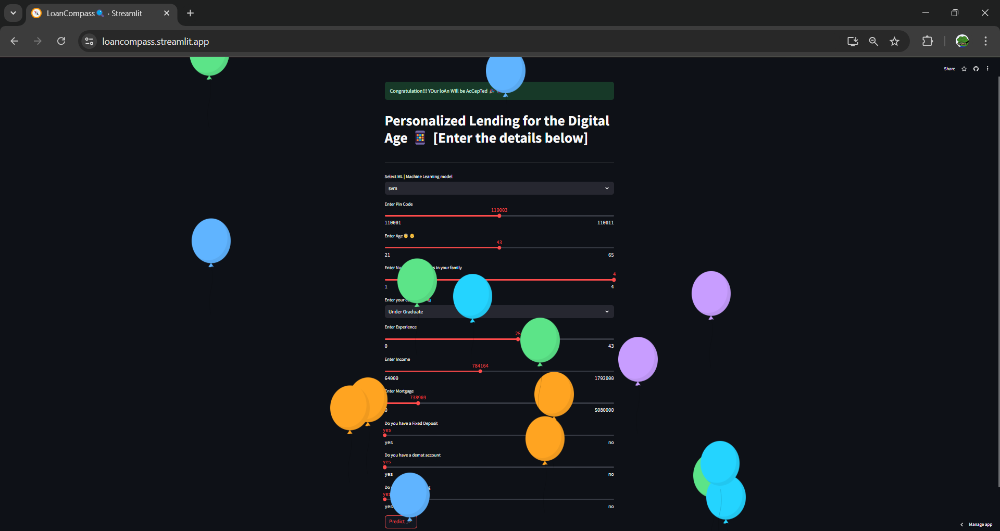 LoanCompass🔍 · Streamlit
loancompass.streamlit.app
Share
Congratulation!!! YOur loAn WIll be AcCepTed 🎉
Personalized Lending for the Digital
Age 📱 [Enter the details below]
Select ML | Machine Learning model
svm
Enter Pin Code
110003
110001 110011
Enter Age👩 👴
43
21 65
Enter in your family
4
1 4
Enter your
Under Graduate
Enter Experience
25
0 43
Enter Income
784164
64000 1792000
Enter Mortgage
738909
0 5080000
Do you have a Fixed Deposit
yes
yes no
Do you have a demat account
yes
yes no
Do
yes
yes no
Predict
Manage app